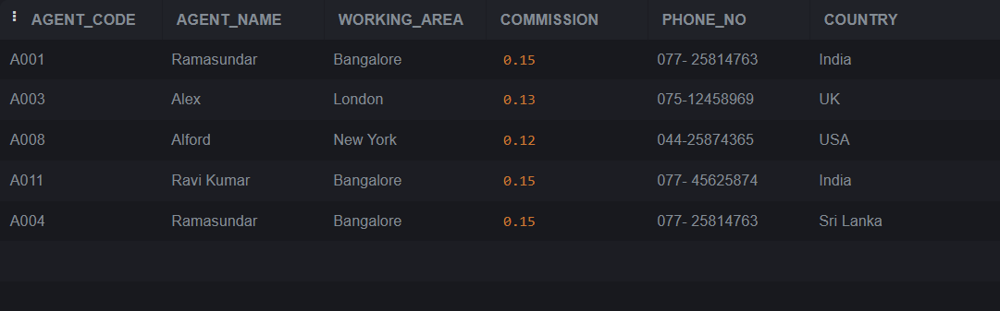 AGENT_CODE AGENT_NAME WORKING_AREA COMMISSION PHONE_NO COUNTRY
A001 Ramasundar Bangalore 0.15 077- 25814763 India
A003 Alex London 0.13 075-12458969 UK
A008 Alford New York 0.12 044-25874365 USA
A011 Ravi Kumar Bangalore 0.15 077- 45625874 India
A004 Ramasundar Bangalore 0.15 077- 25814763 Sri Lanka